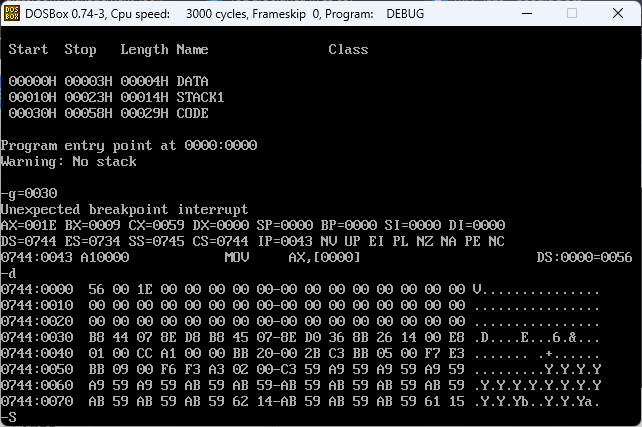 DOSBox 0.74-3, Cpu speed: 3000 cycles, Frameskip 0, Program: DEBUG
Start Stop Length Name Class
00000H 00003H 00004H DATA
00010H 00023H 00014H STACK1
00030H 00058H 00029H CODE
Program entry point at 0000:0000
Warning: No stack
-g=0030
Unexpected breakpoint interrupt
AX=001E BX=0009 CX=0059 DX=0000 SP=0000 BP=0000 SI=0000 DI=0000
DS=0744 ES=0734 SS=0745 CS=0744 IP=0043 NV UP EI PL NZ NA PE NC
0744:0043 A10000 MOV AX,[0000] DS:0000=0056
-d
0744:0000 56 00 1E 00 00 00 00 00-00 00 00 00 00 00 00 00 V...............
0744:0010 00 00 00 00 00 00 00 00-00 00 00 00 00 00 00 00 ................
0744:0020 00 00 00 00 00 00 00 00-00 00 00 00 00 00 00 00 ................
0744:0030 B8 44 07 8E D8 B8 45 07-8E D0 36 8B 26 14 00 E8 .D....E...6.&...
0744:0040 01 00 CC A1 00 00 BB 20-00 2B C3 BB 05 00 F7 E3 ....... .+......
0744:0050 BB 09 00 F6 F3 A3 02 00-C3 59 A9 59 A9 59 A9 59 .........Y.Y.Y.Y
0744:0060 A9 59 A9 59 AB 59 AB 59-AB 59 AB 59 AB 59 AB 59 .Y.Y.Y.Y.Y.Y.Y.Y
0744:0070 AB 59 AB 59 AB 59 62 14-AB 59 AB 59 AB 59 61 15 .Y.Y.Yb..Y.Y.Ya.
-S